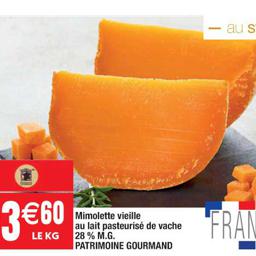 — au s
3€60
LE KG
Mimolette vieille
au lait pasteurisé de vache
28 % M.G.
PATRIMOINE GOURMAND
FRAN